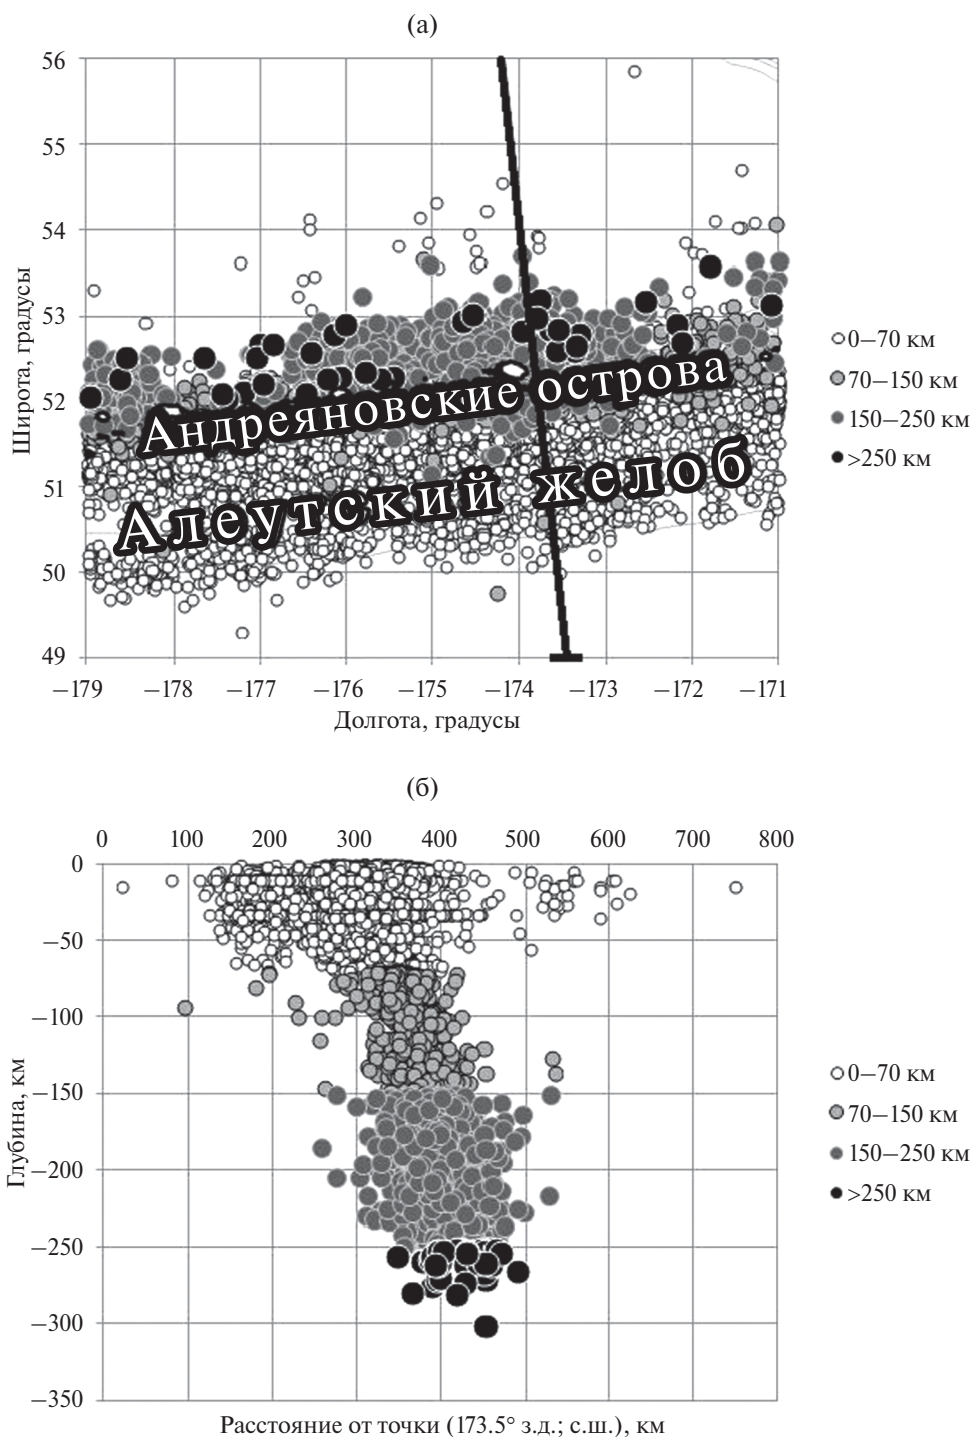 (а)
56
55
54
53
52
51
50
49
Широта, градусы
Андреяновские острова
Алеутский желоб
0–70 км
70–150 км
150–250 км
>250 км
–179 –178 –177 –176 –175 –174 –173 –172 –171
Долгота, градусы
(б)
0 100 200 300 400 500 600 700 800
0
–50
–100
–150
–200
–250
–300
–350
Глубина, км
0–70 км
70–150 км
150–250 км
>250 км
Расстояние от точки (173.5° з.д.; с.ш.), км